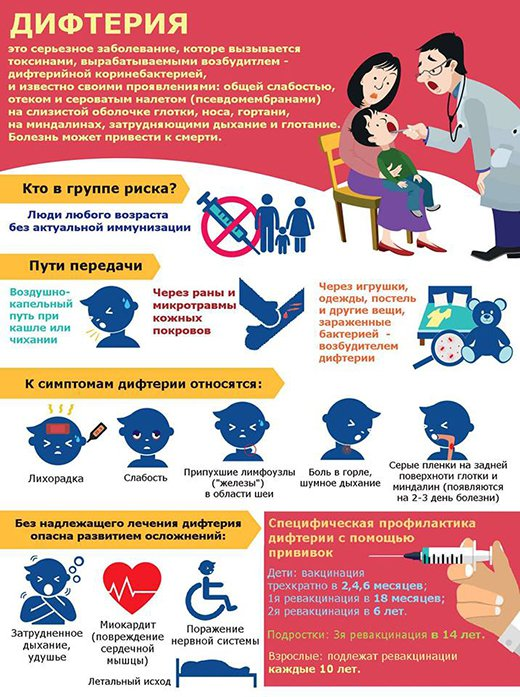 ДИФТЕРИЯ
это серьезное заболевание, которе вызывается
токсинами, вырабатываемыми возбудитлем -
дифтерийной коринебактерией,
и известно своими проявлениями: общей слабостью,
отеком и сероватым налетом (псевдомембранами)
на слизистой оболочке глотки, носа, гортани,
на миндалинах, затрудняющими дыхание и глотание.
Болезнь может привести к смерти.
Кто в группе риска?
Люди любого возраста
без актуальной иммунизации
Пути передачи
Воздушно-
капельный
путь при
кашле или
чихании
Через раны и
микротравмы
кожных
покровов
Через игрушки,
одежды, постель
и другие вещи,
зараженные
бактерией -
возбудителем
дифтерии
К симптомам дифтерии относятся:
Лихорадка
Слабость
Припухшие лимфоузлы
("железы")
в области шеи
Боль в горле,
шумное дыхание
Серые пленки на задней
поверхноти глотки и
миндалин (появляются
на 2-3 день болезни)
Без надлежащего лечения дифтерия
опасна развитием осложнений:
Затрудненное
дыхание,
удушье
Миокардит
(повреждение
сердечной
мышцы)
Поражение
нервной системы
Летальный исход
Специфическая профилактика
дифтерии с помощью
прививок
Дети: вакцинация
трехкратно в 2,4,6 месяцев;
1я ревакцинация в 18 месяцев;
2я ревакцинация в 6 лет.
Подростки: 3я ревакцинация в 14 лет.
Взрослые: подлежат ревакцинации
каждые 10 лет.